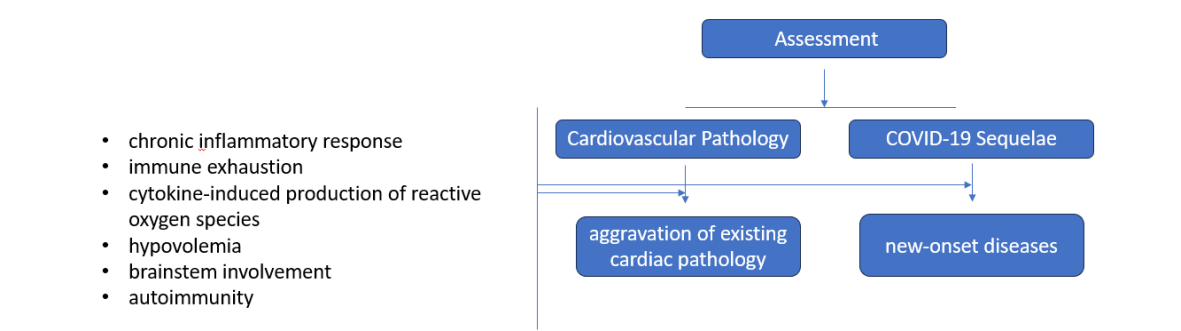 Assessment
Cardiovascular Pathology
COVID-19 Sequelae
• chronic inflammatory response
• immune exhaustion
• cytokine-induced production of reactive
oxygen species
• hypovolemia
• brainstem involvement
• autoimmunity
aggravation of existing
cardiac pathology
new-onset diseases